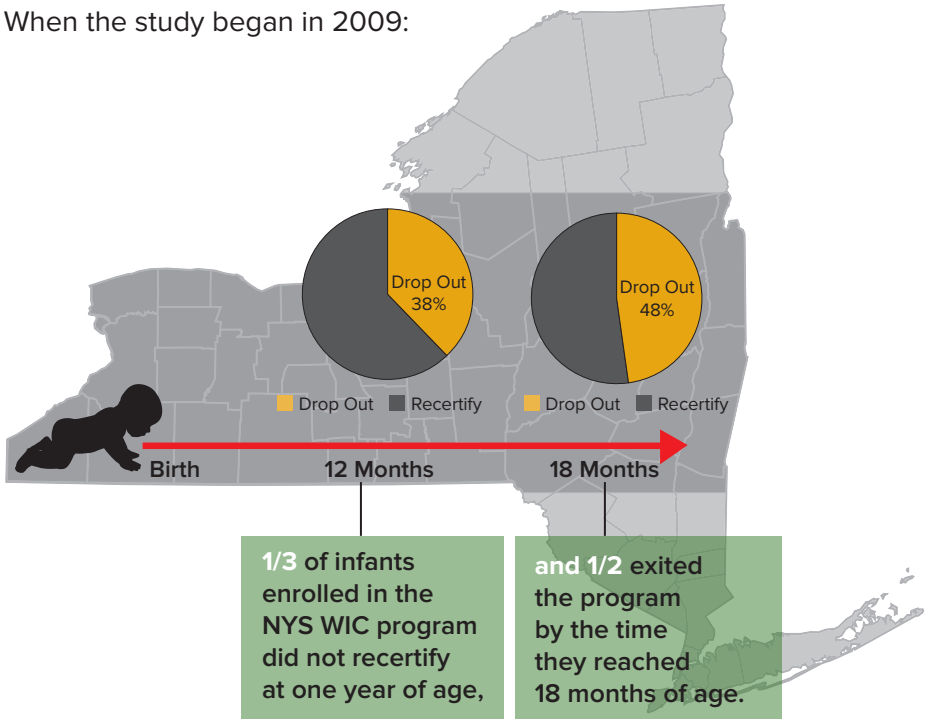 When the study began in 2009:
Drop Out
38%
Drop Out
48%
Drop Out Recertify
Drop Out Recertify
Birth
12 Months
18 Months
1/3 of infants
enrolled in the
NYS WIC program
did not recertify
at one year of age,
and 1/2 exited
the program
by the time
they reached
18 months of age.